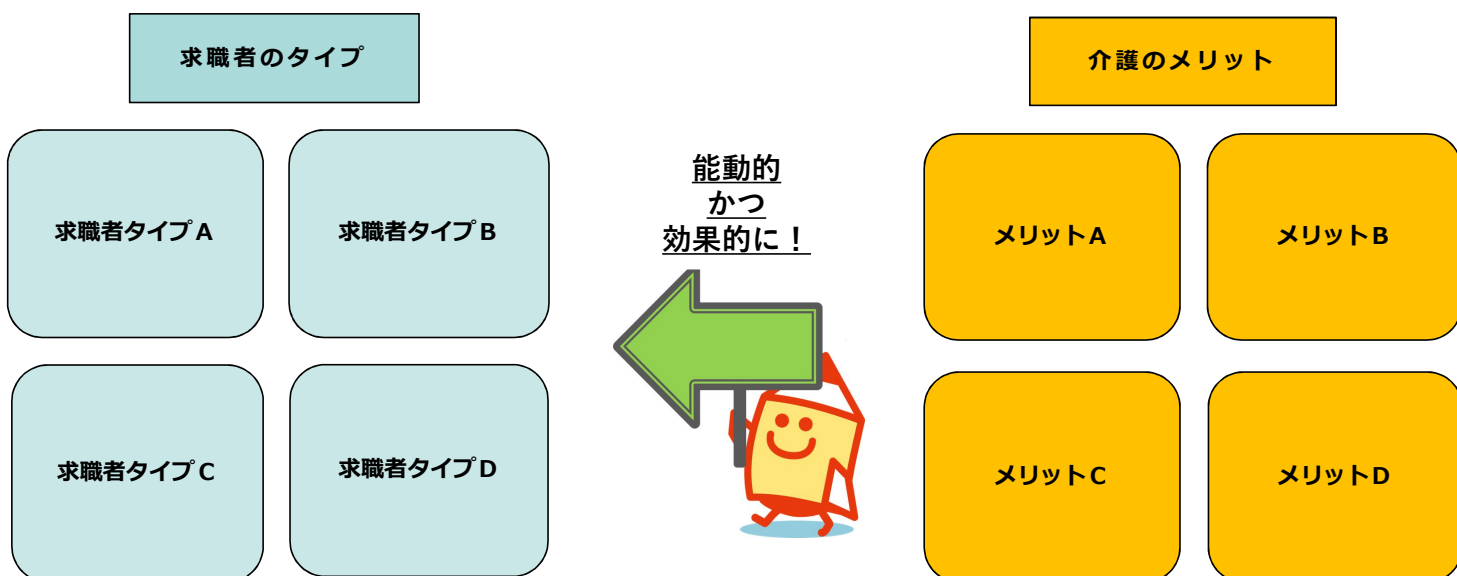 求職者のタイプ
介護のメリット
求職者タイプA
求職者タイプB
能動的
かつ
効果的に！
メリットA
メリットB
求職者タイプC
求職者タイプD
メリットC
メリットD